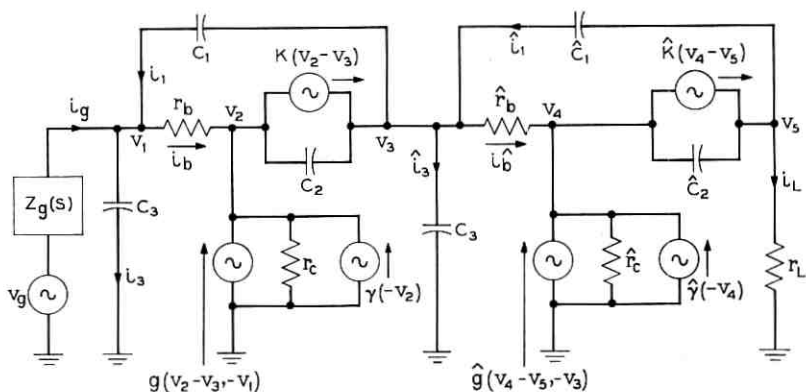 C₁
K(v₂−v₃)
î₁
Ĉ₁
K̂(v₄−v₅)
i₁
i_g
r_b
v₂
r̂_b
v₄
v₁
i_b
v₃
î₃
i_b̂
v₅
C₂
Ĉ₂
i_L
Z_g(s)
C₃
C₃
r_c
r̂_c
r_L
v_g
i₃
γ(−v₂)
γ̂(−v₄)
g(v₂−v₃,−v₁)
ĝ(v₄−v₅,−v₃)